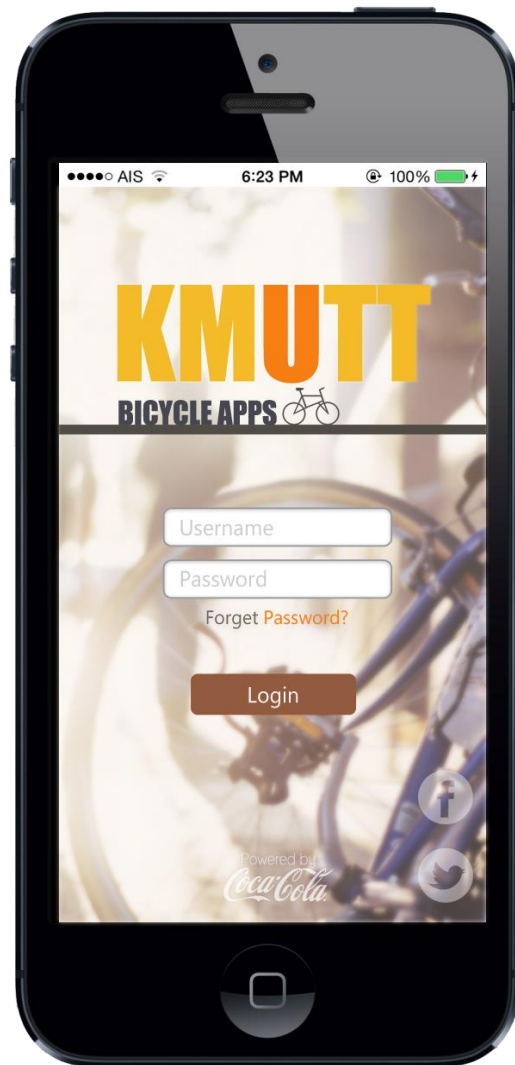 AIS 6:23 PM 100%
KMUTT
BICYCLE APPS
Username
Password
Forget Password?
Login
Powered by
Coca-Cola